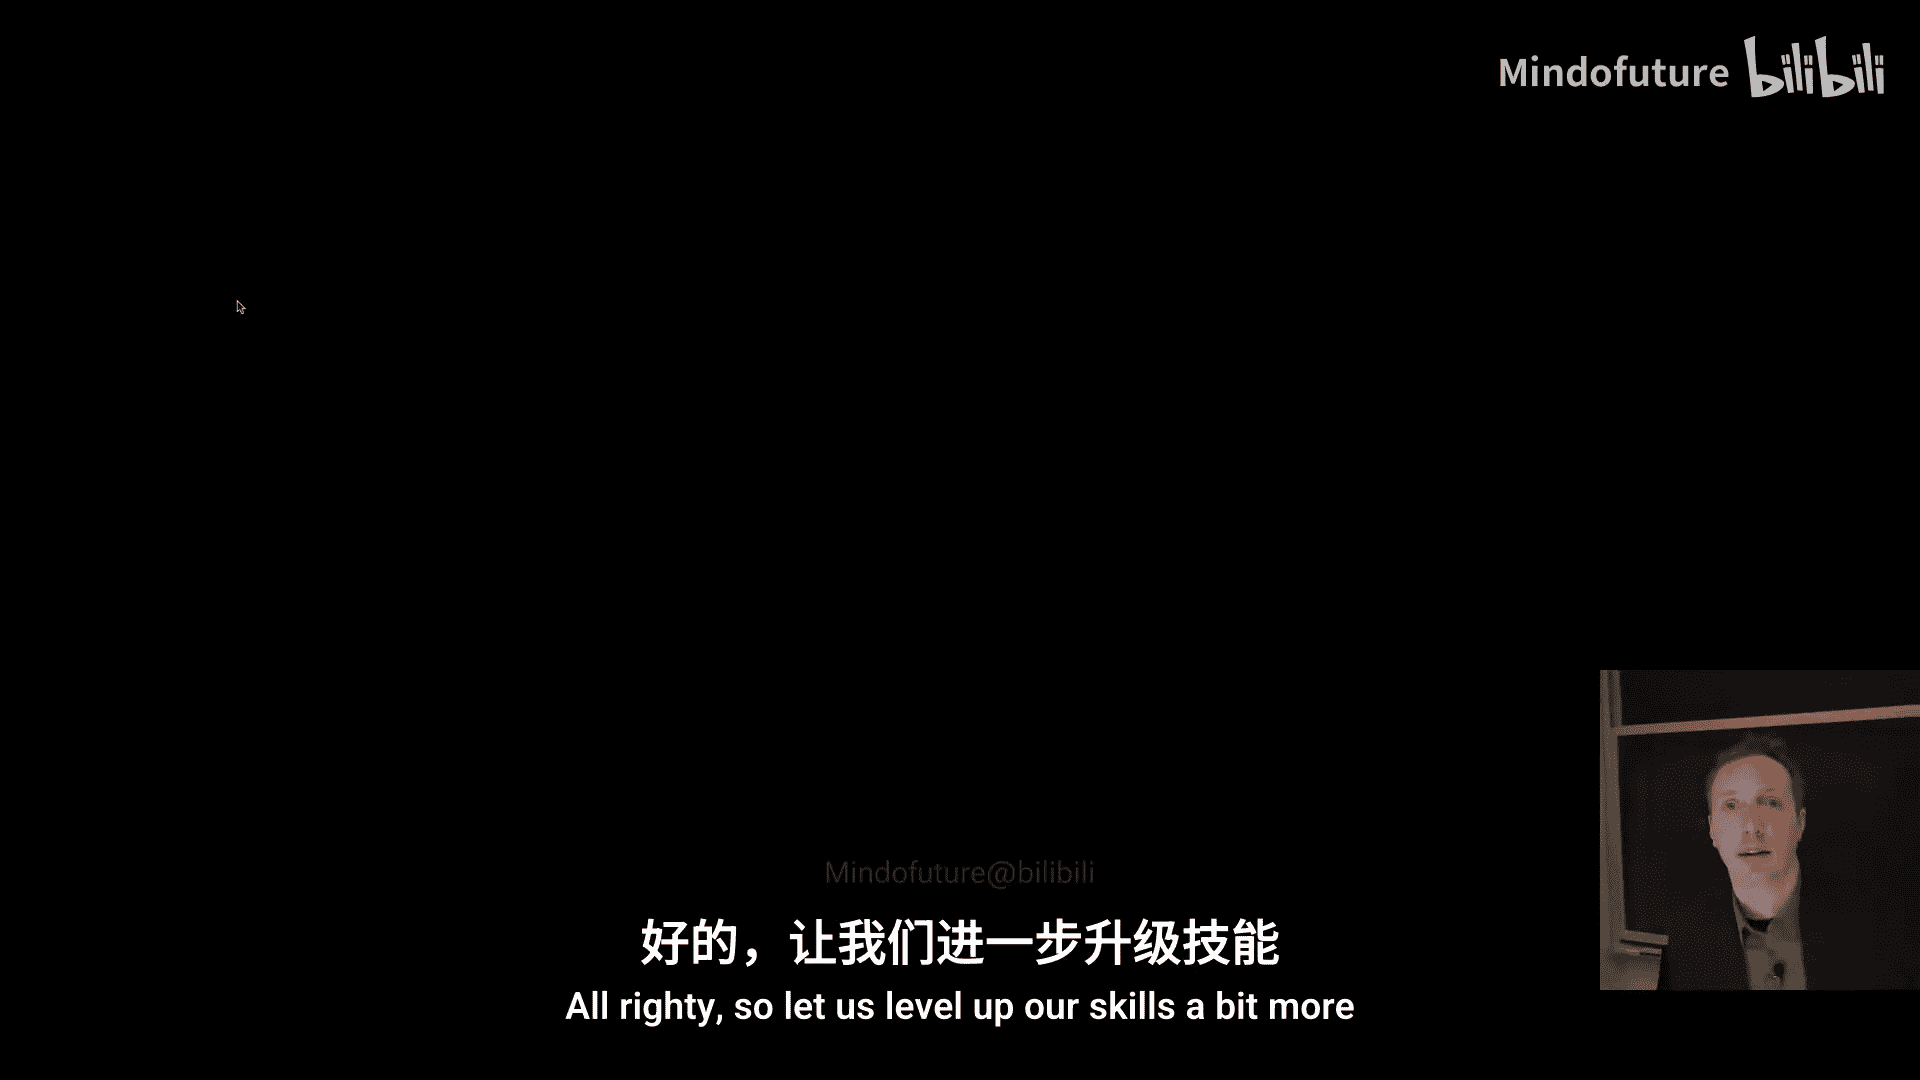 Mindofuture bilibili
Mindofuture@bilibili
好的，让我们进一步升级技能
All righty, so let us level up our skills a bit more